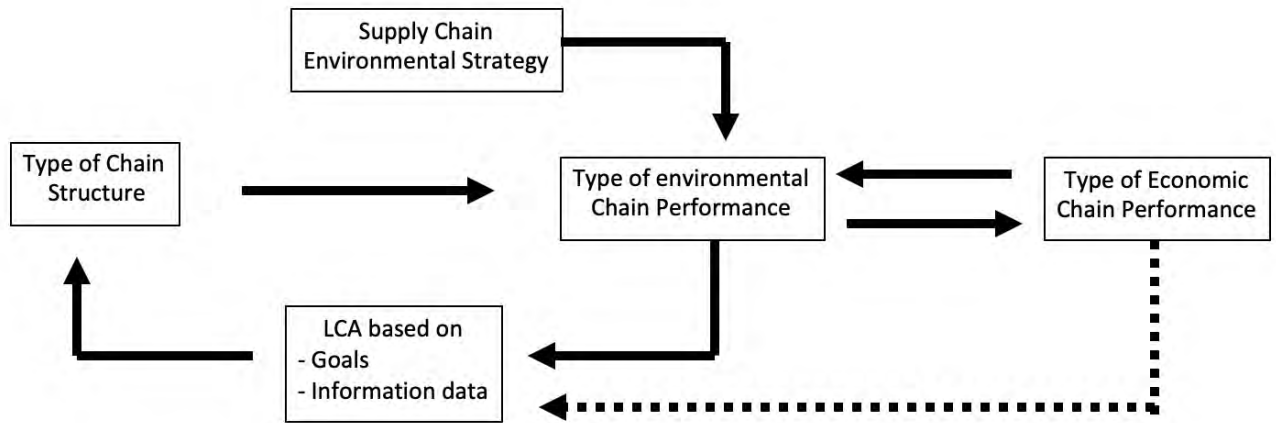 Supply Chain
Environmental Strategy
Type of Chain
Structure
Type of environmental
Chain Performance
Type of Economic
Chain Performance
LCA based on
- Goals
- Information data